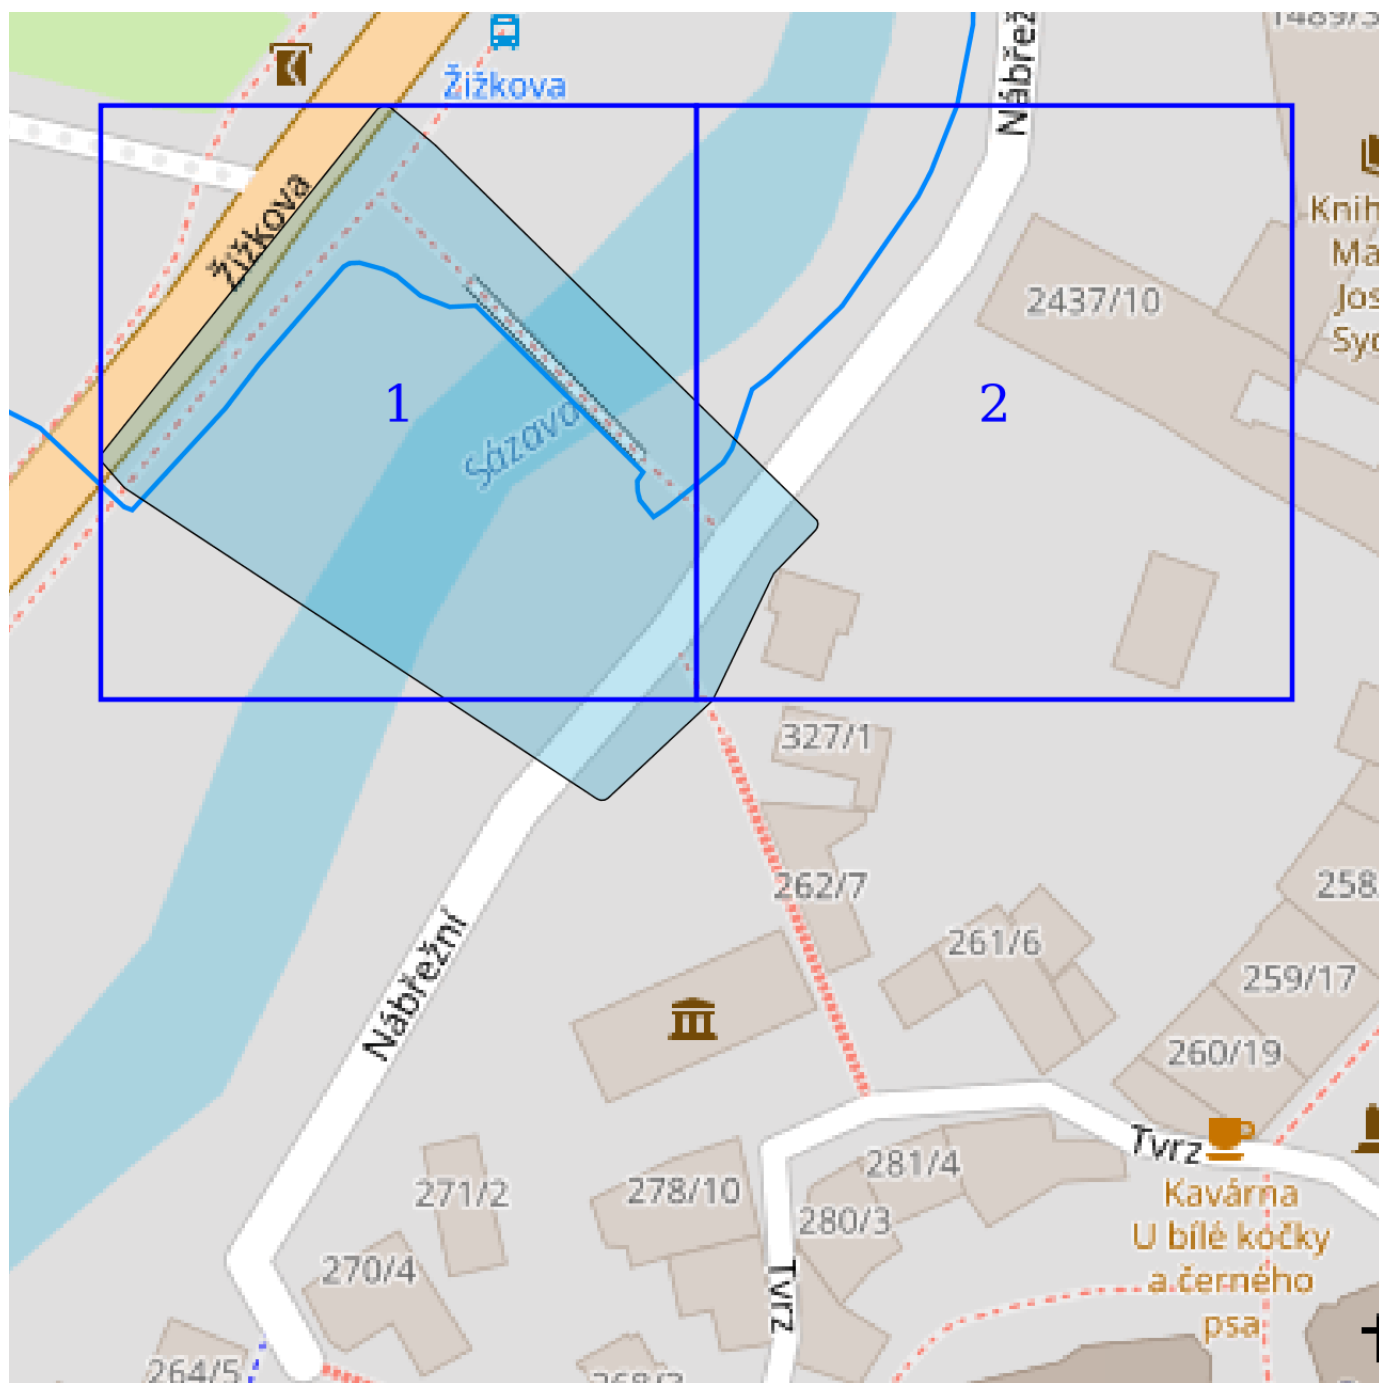 Žižkova
Nábřež
Žižkova
1
2
2437/10
Knih
Ma
Jos
Syc
Sázava
327/1
262/7
258
261/6
259/17
260/19
Nábřežní
Tvrz
281/4
271/2
278/10
280/3
Kavárna
U bílé kočky
a černého
psa
270/4
Tvrz
264/5